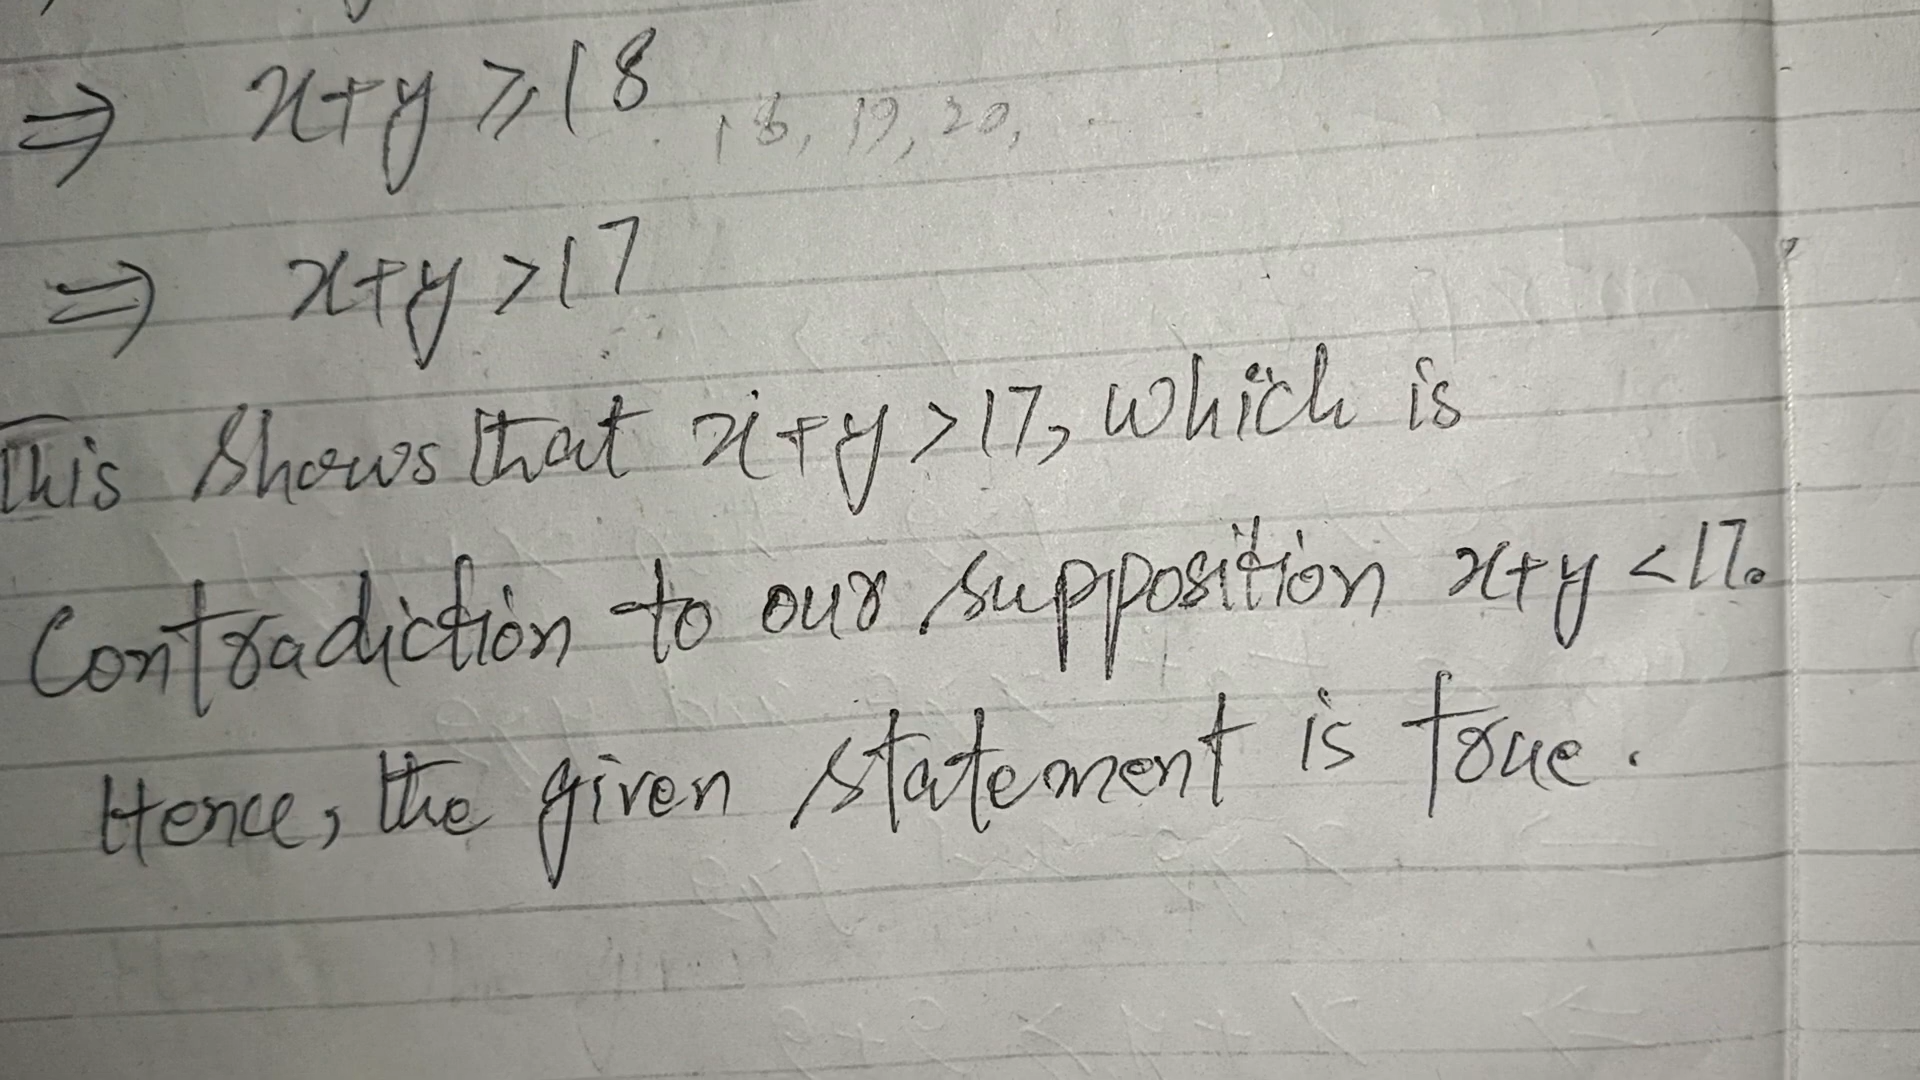 ⇒ x+y ⩾ 18 18, 19, 20,
⇒ x+y >17
This shows that x+y >17, which is
Contradiction to our supposition x+y <17.
Hence, the given statement is true.